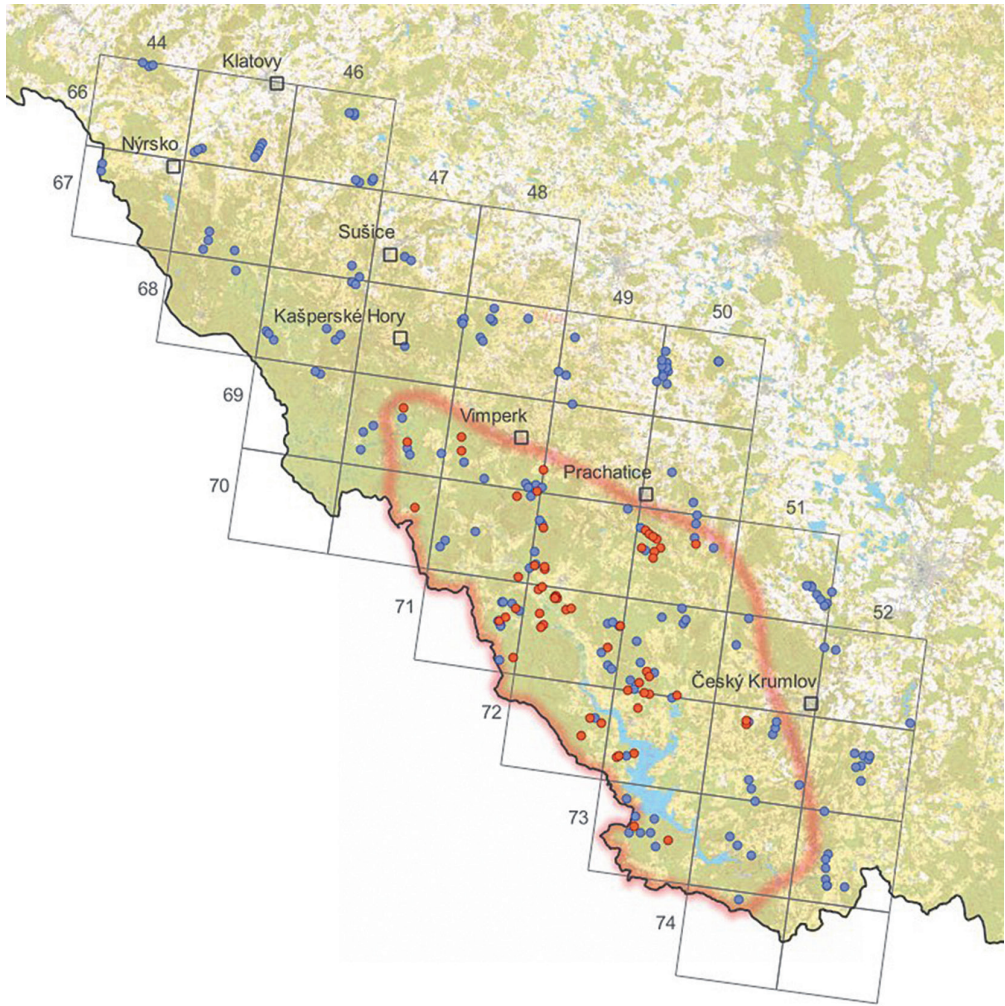 44
Klatovy
46
66
Nýrsko
67
47
48
Sušice
68
49
50
Kašperské Hory
69
Vimperk
Prachatice
70
51
71
52
Český Krumlov
72
73
74